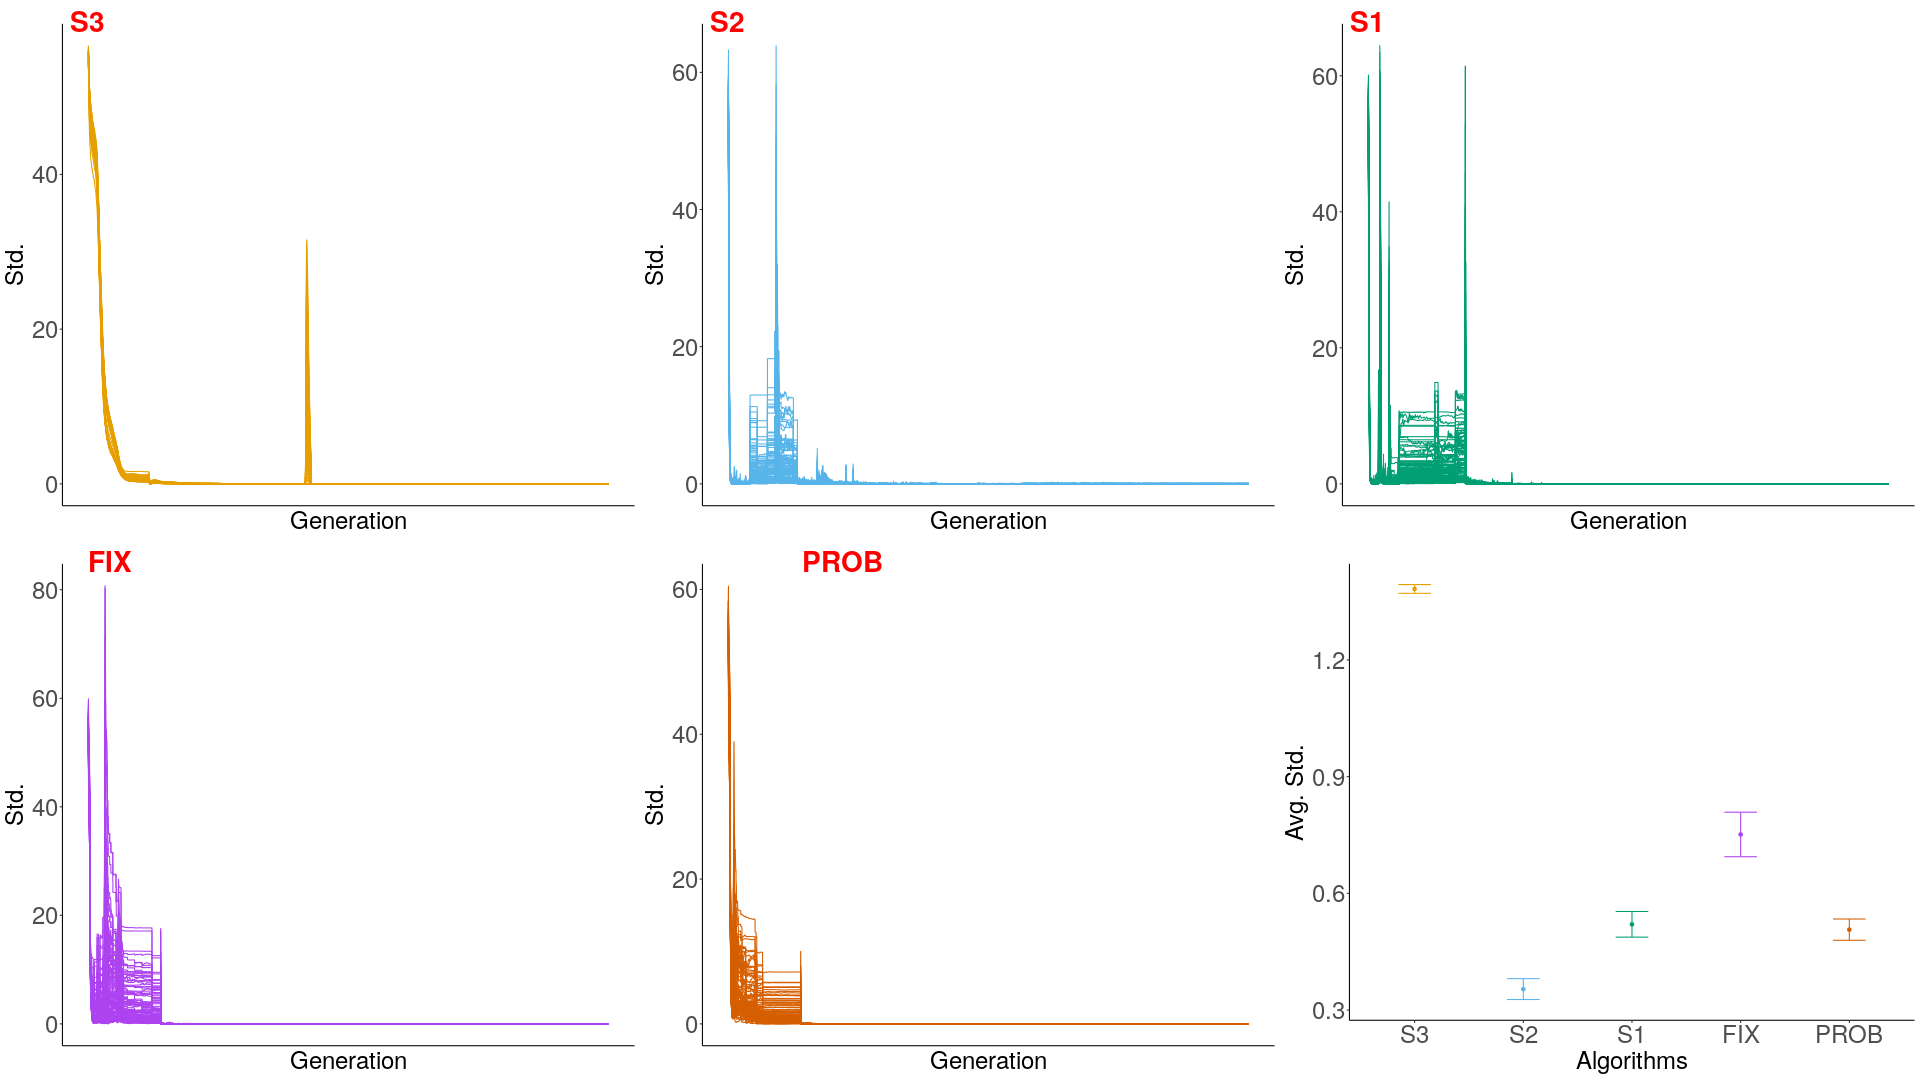 S3
Std.
40
20
0
Generation
S2
Std.
60
40
20
0
Generation
S1
Std.
60
40
20
0
Generation
FIX
Std.
80
60
40
20
0
Generation
PROB
Std.
60
40
20
0
Generation
Avg. Std.
1.2
0.9
0.6
0.3
S3 S2 S1 FIX PROB
Algorithms